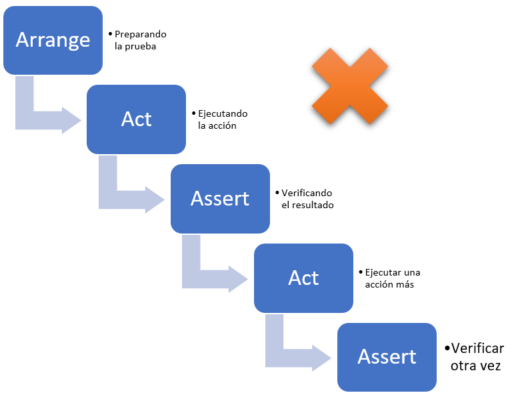 Arrange
• Preparando
la prueba
Act
• Ejecutando
la acción
Assert
• Verificando
el resultado
Act
• Ejecutar una
acción más
Assert
•Verificar
otra vez